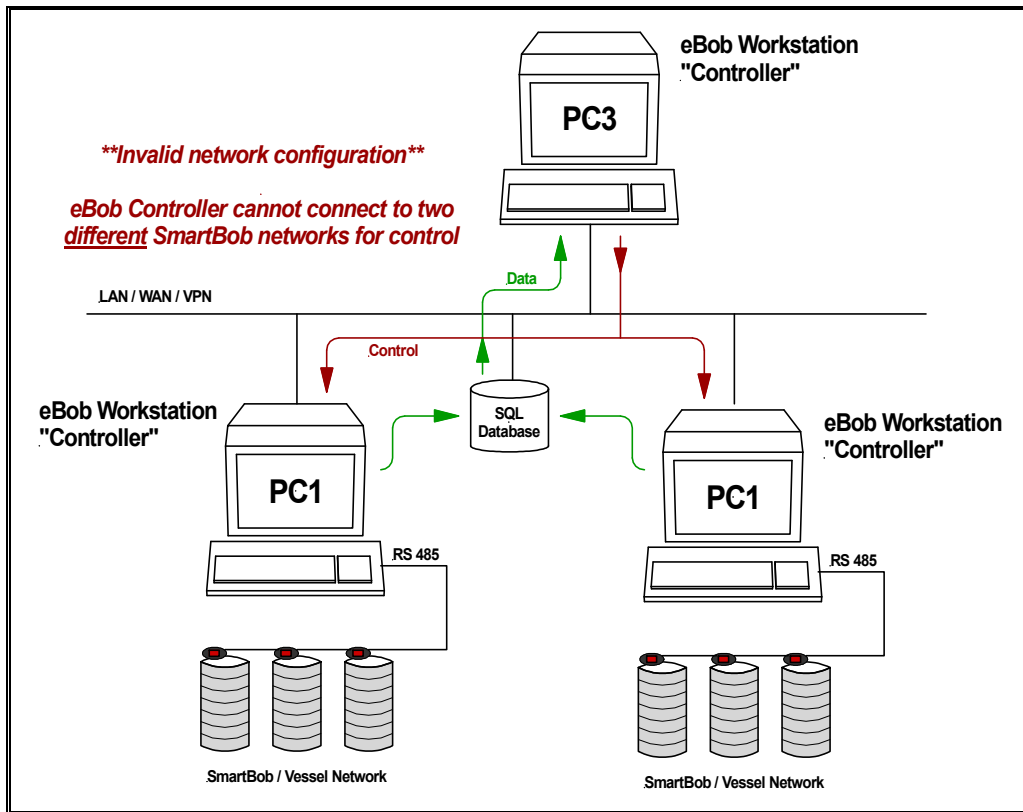 eBob Workstation
"Controller"
PC3
**Invalid network configuration**
eBob Controller cannot connect to two
different SmartBob networks for control
Data
LAN / WAN / VPN
Control
eBob Workstation
"Controller"
SQL
Database
eBob Workstation
"Controller"
PC1
PC1
RS 485
RS 485
SmartBob / Vessel Network
SmartBob / Vessel Network